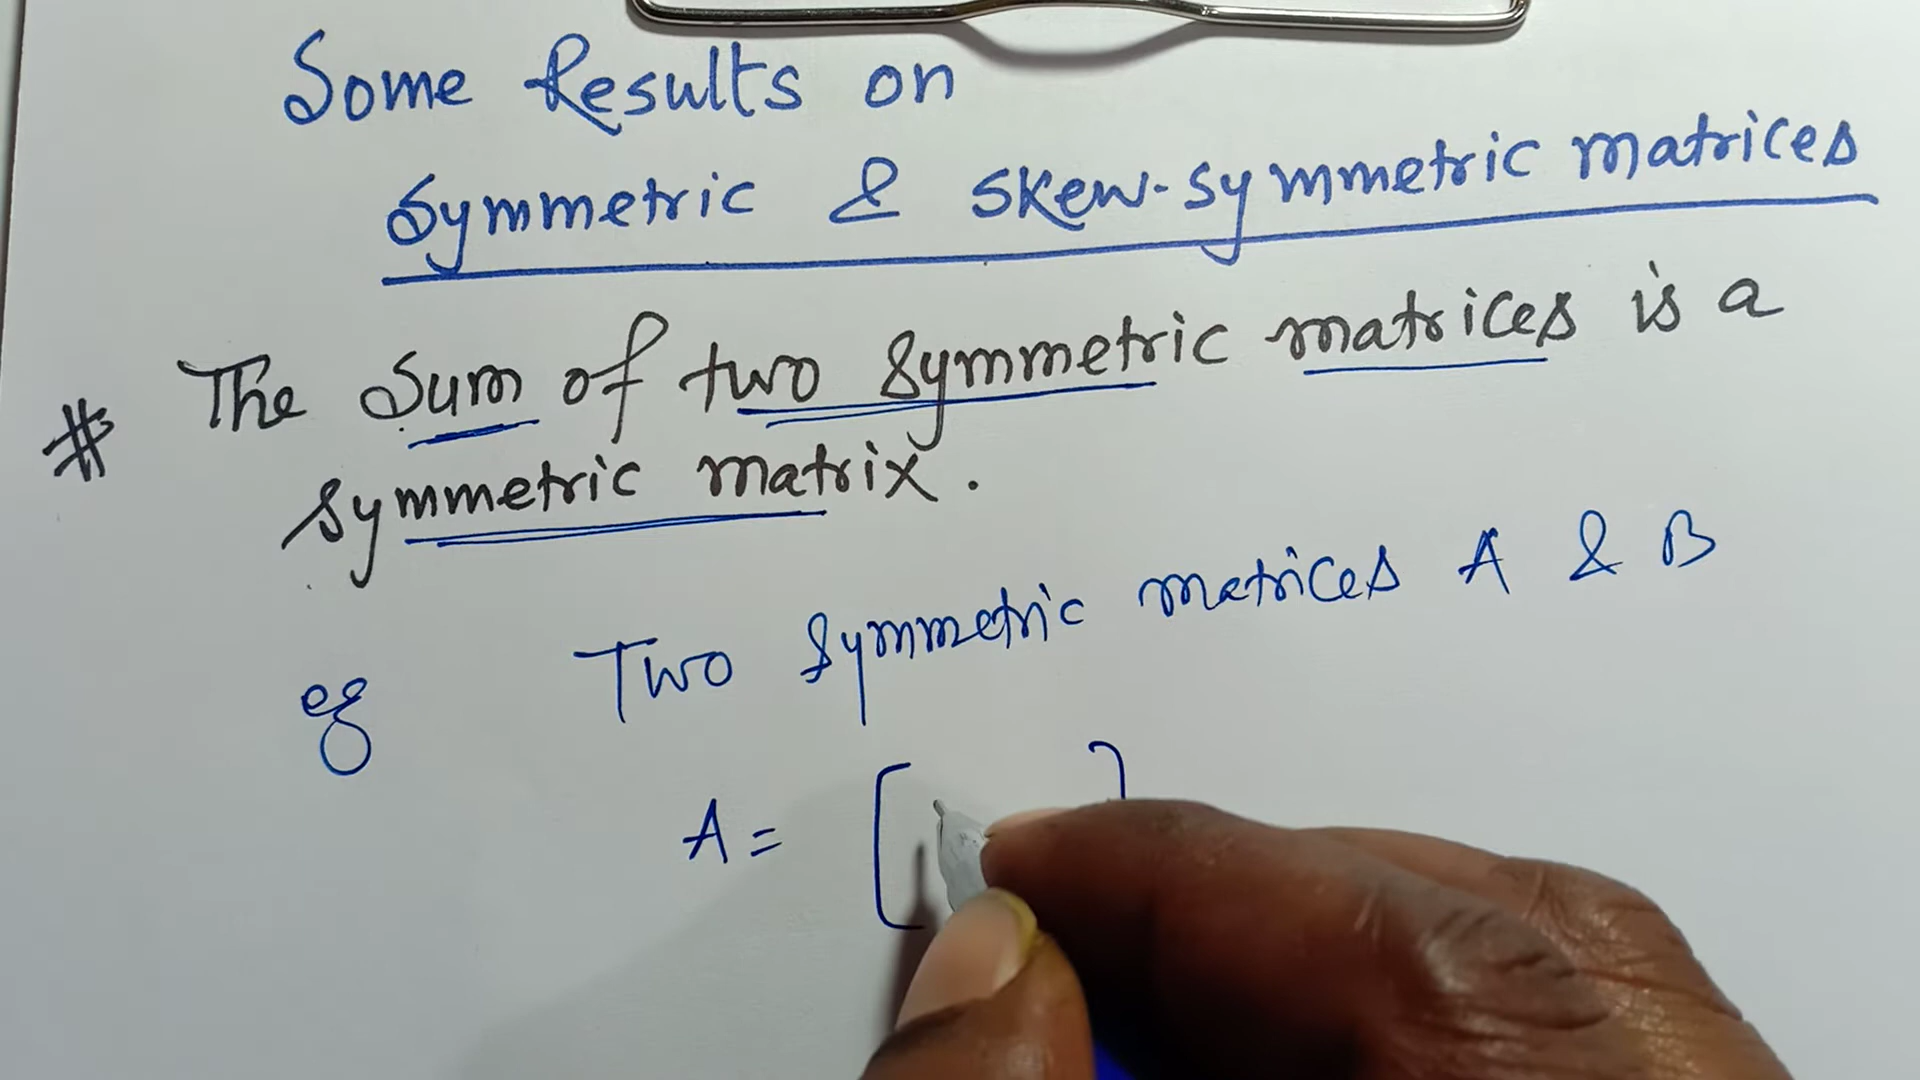 Some Results on
Symmetric & Skew-symmetric matrices
# The Sum of two symmetric matrices is a
symmetric matrix.
eg Two symmetric matrices A & B
A = [ ]